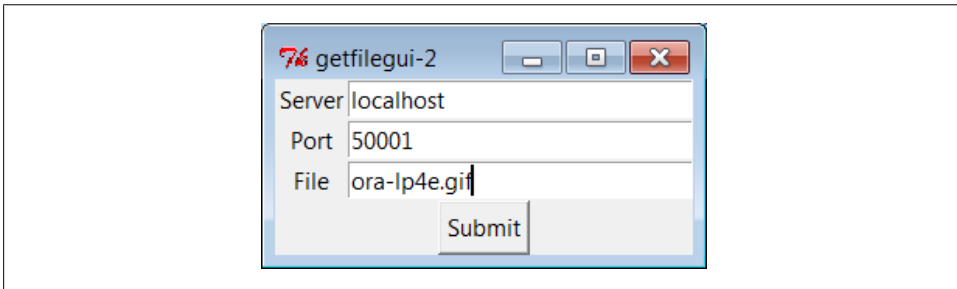 getfilegui-2
Server localhost
Port 50001
File ora-lp4e.gif
Submit